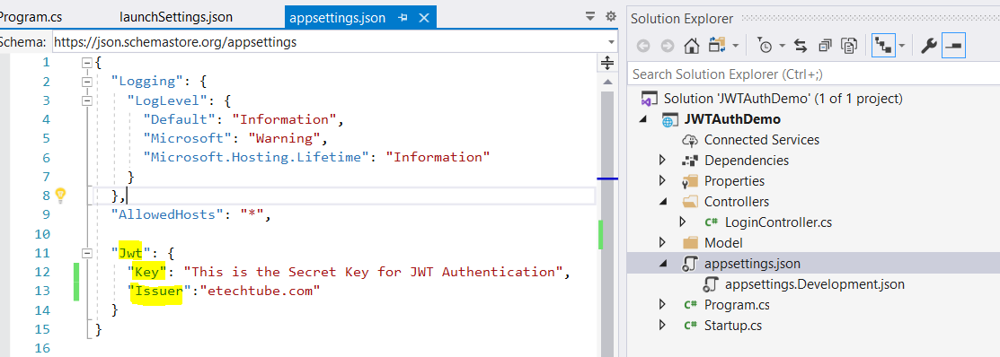 Program.cs
launchSettings.json
appsettings.json
Schema: https://json.schemastore.org/appsettings
1 {
2 "Logging": {
3 "LogLevel": {
4 "Default": "Information",
5 "Microsoft": "Warning",
6 "Microsoft.Hosting.Lifetime": "Information"
7 }
8 },
9 "AllowedHosts": "*",
10
11 "Jwt": {
12 "Key": "This is the Secret Key for JWT Authentication",
13 "Issuer":"etechtube.com"
14 }
15 }
16
Solution Explorer
Search Solution Explorer (Ctrl+;)
Solution 'JWTAuthDemo' (1 of 1 project)
JWTAuthDemo
Connected Services
Dependencies
Properties
Controllers
C# LoginController.cs
Model
appsettings.json
appsettings.Development.json
C# Program.cs
C# Startup.cs